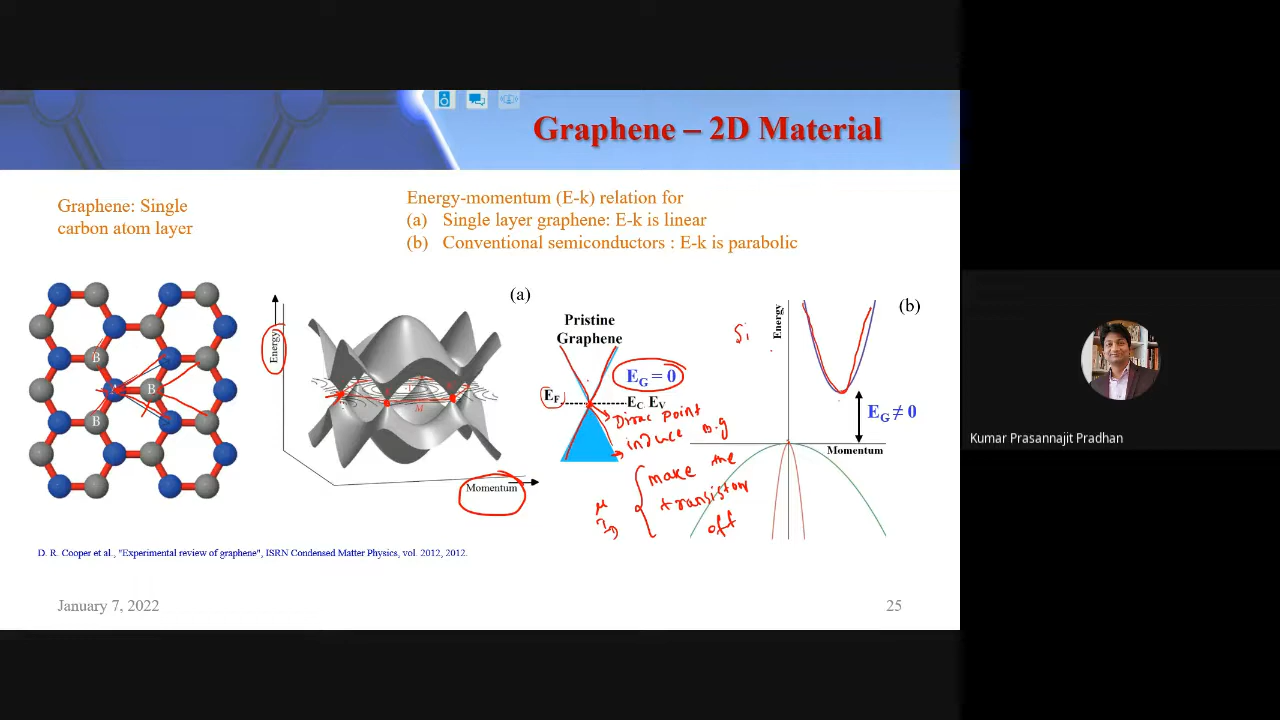 Graphene – 2D Material
Graphene: Single
carbon atom layer
Energy-momentum (E-k) relation for
(a) Single layer graphene: E-k is linear
(b) Conventional semiconductors : E-k is parabolic
B
A
B
B
Energy
Momentum
M
(a)
Pristine
Graphene
E_G = 0
E_F
E_C E_V
Dirac point
induce B.g
make the
transistor
off
μ
Si
Energy
(b)
E_G ≠ 0
Momentum
D. R. Cooper et al., "Experimental review of graphene", ISRN Condensed Matter Physics, vol. 2012, 2012.
January 7, 2022
25
Kumar Prasannajit Pradhan